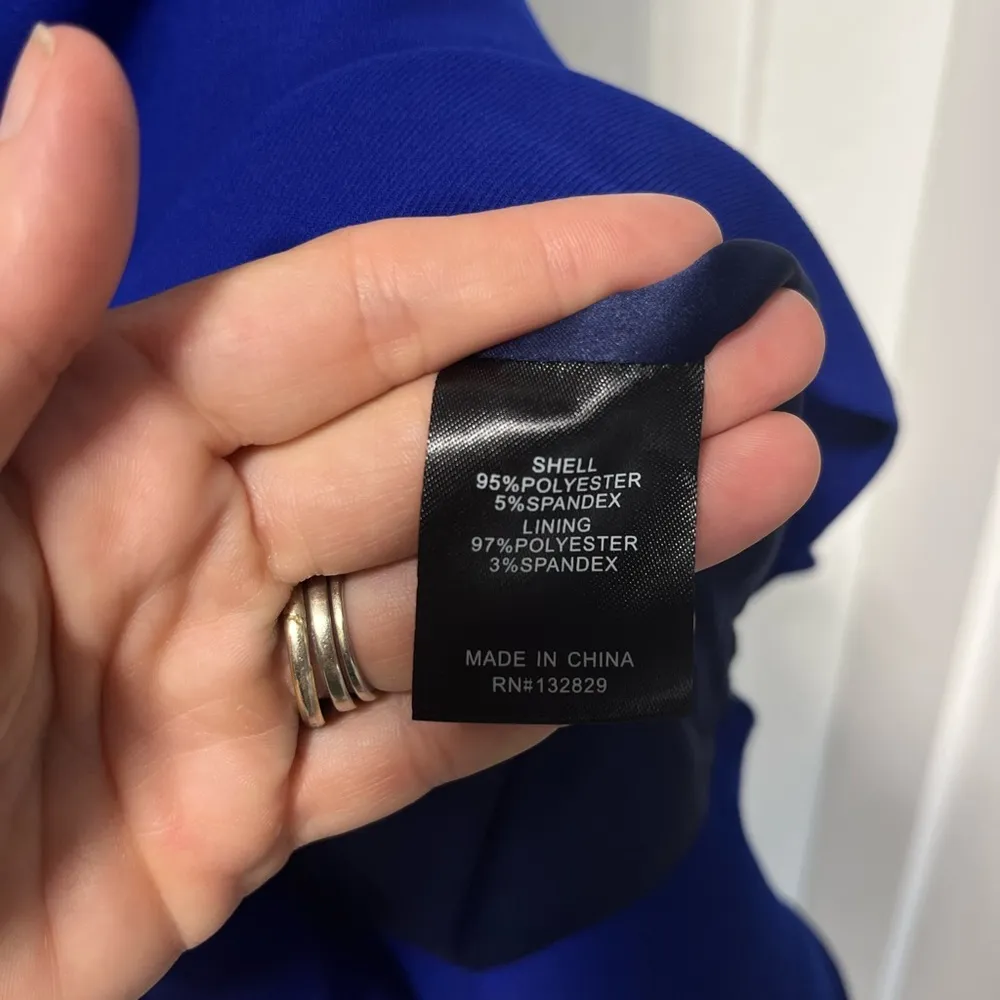 SHELL
95%POLYESTER
5%SPANDEX
LINING
97%POLYESTER
3%SPANDEX
MADE IN CHINA
RN#132829